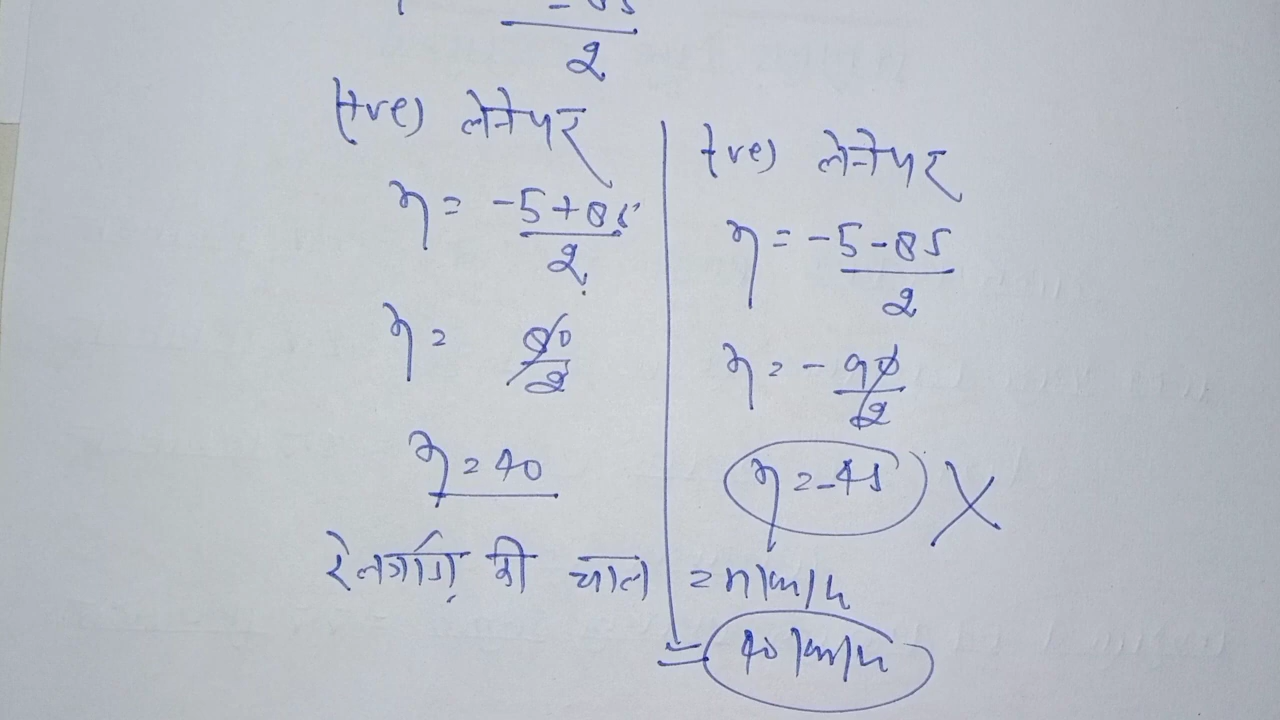 2
(+ve) लेनेपर
η = -5+85
2
η = 80
2
η = 40
+ve) लेनेपर
η = -5-85
2
η = - 90
2
η = -45 X
रेलगाड़ि की चाल = n km/h
= 40 km/h